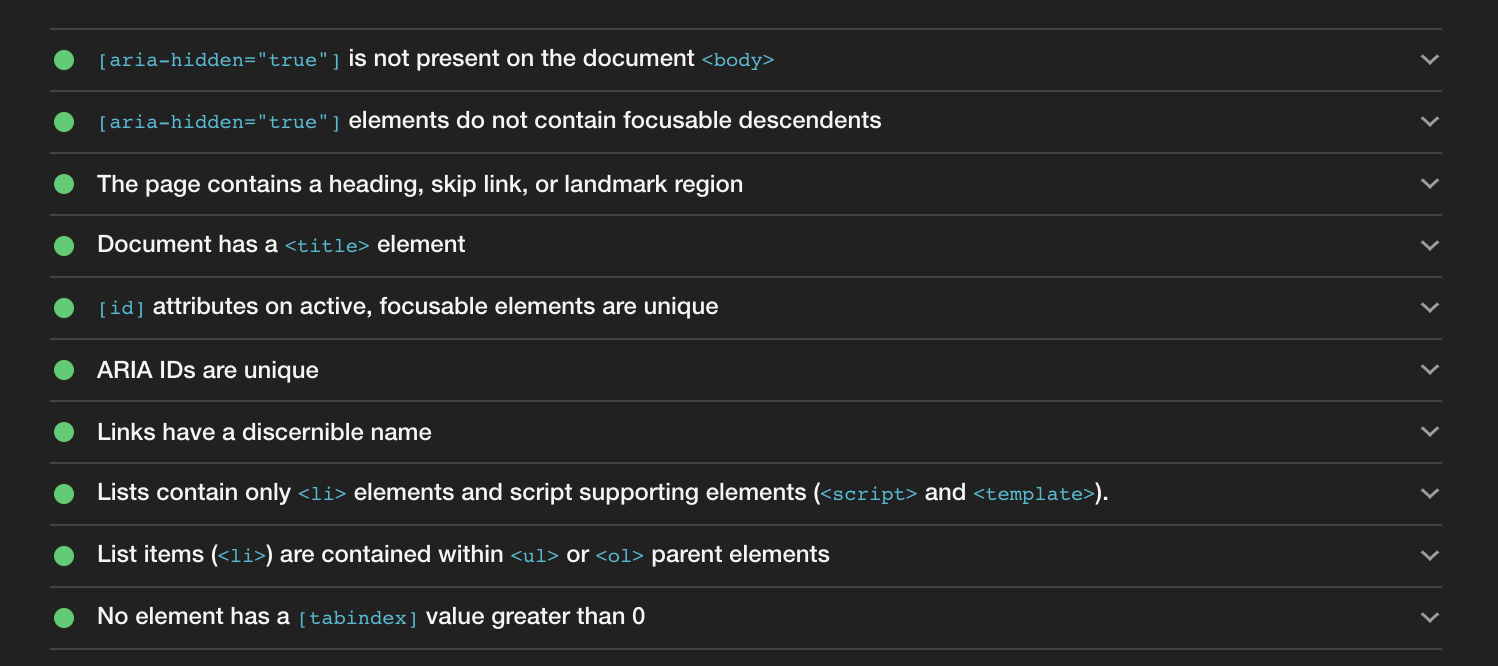 [aria-hidden="true"] is not present on the document <body>
[aria-hidden="true"] elements do not contain focusable descendents
The page contains a heading, skip link, or landmark region
Document has a <title> element
[id] attributes on active, focusable elements are unique
ARIA IDs are unique
Links have a discernible name
Lists contain only <li> elements and script supporting elements (<script> and <template>).
List items (<li>) are contained within <ul> or <ol> parent elements
No element has a [tabindex] value greater than 0